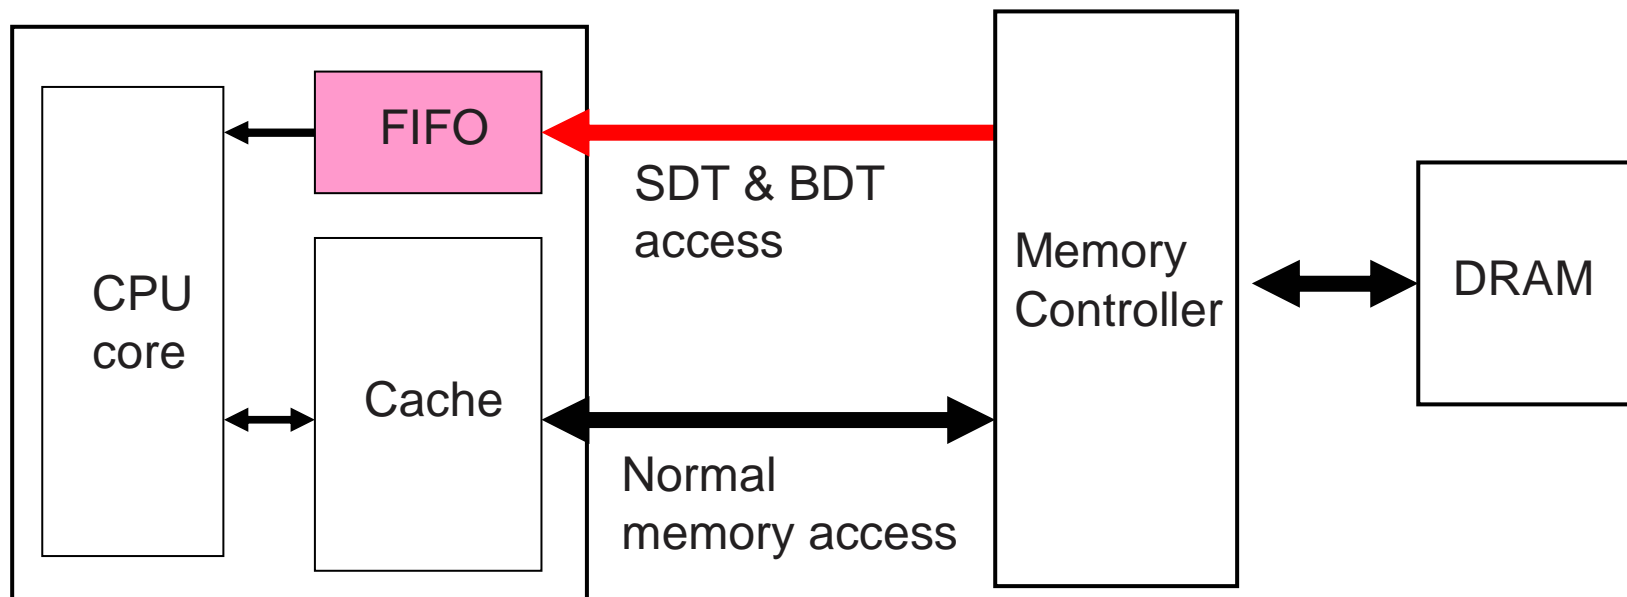 FIFO
SDT & BDT
access
Memory
Controller
DRAM
CPU
core
Cache
Normal
memory access